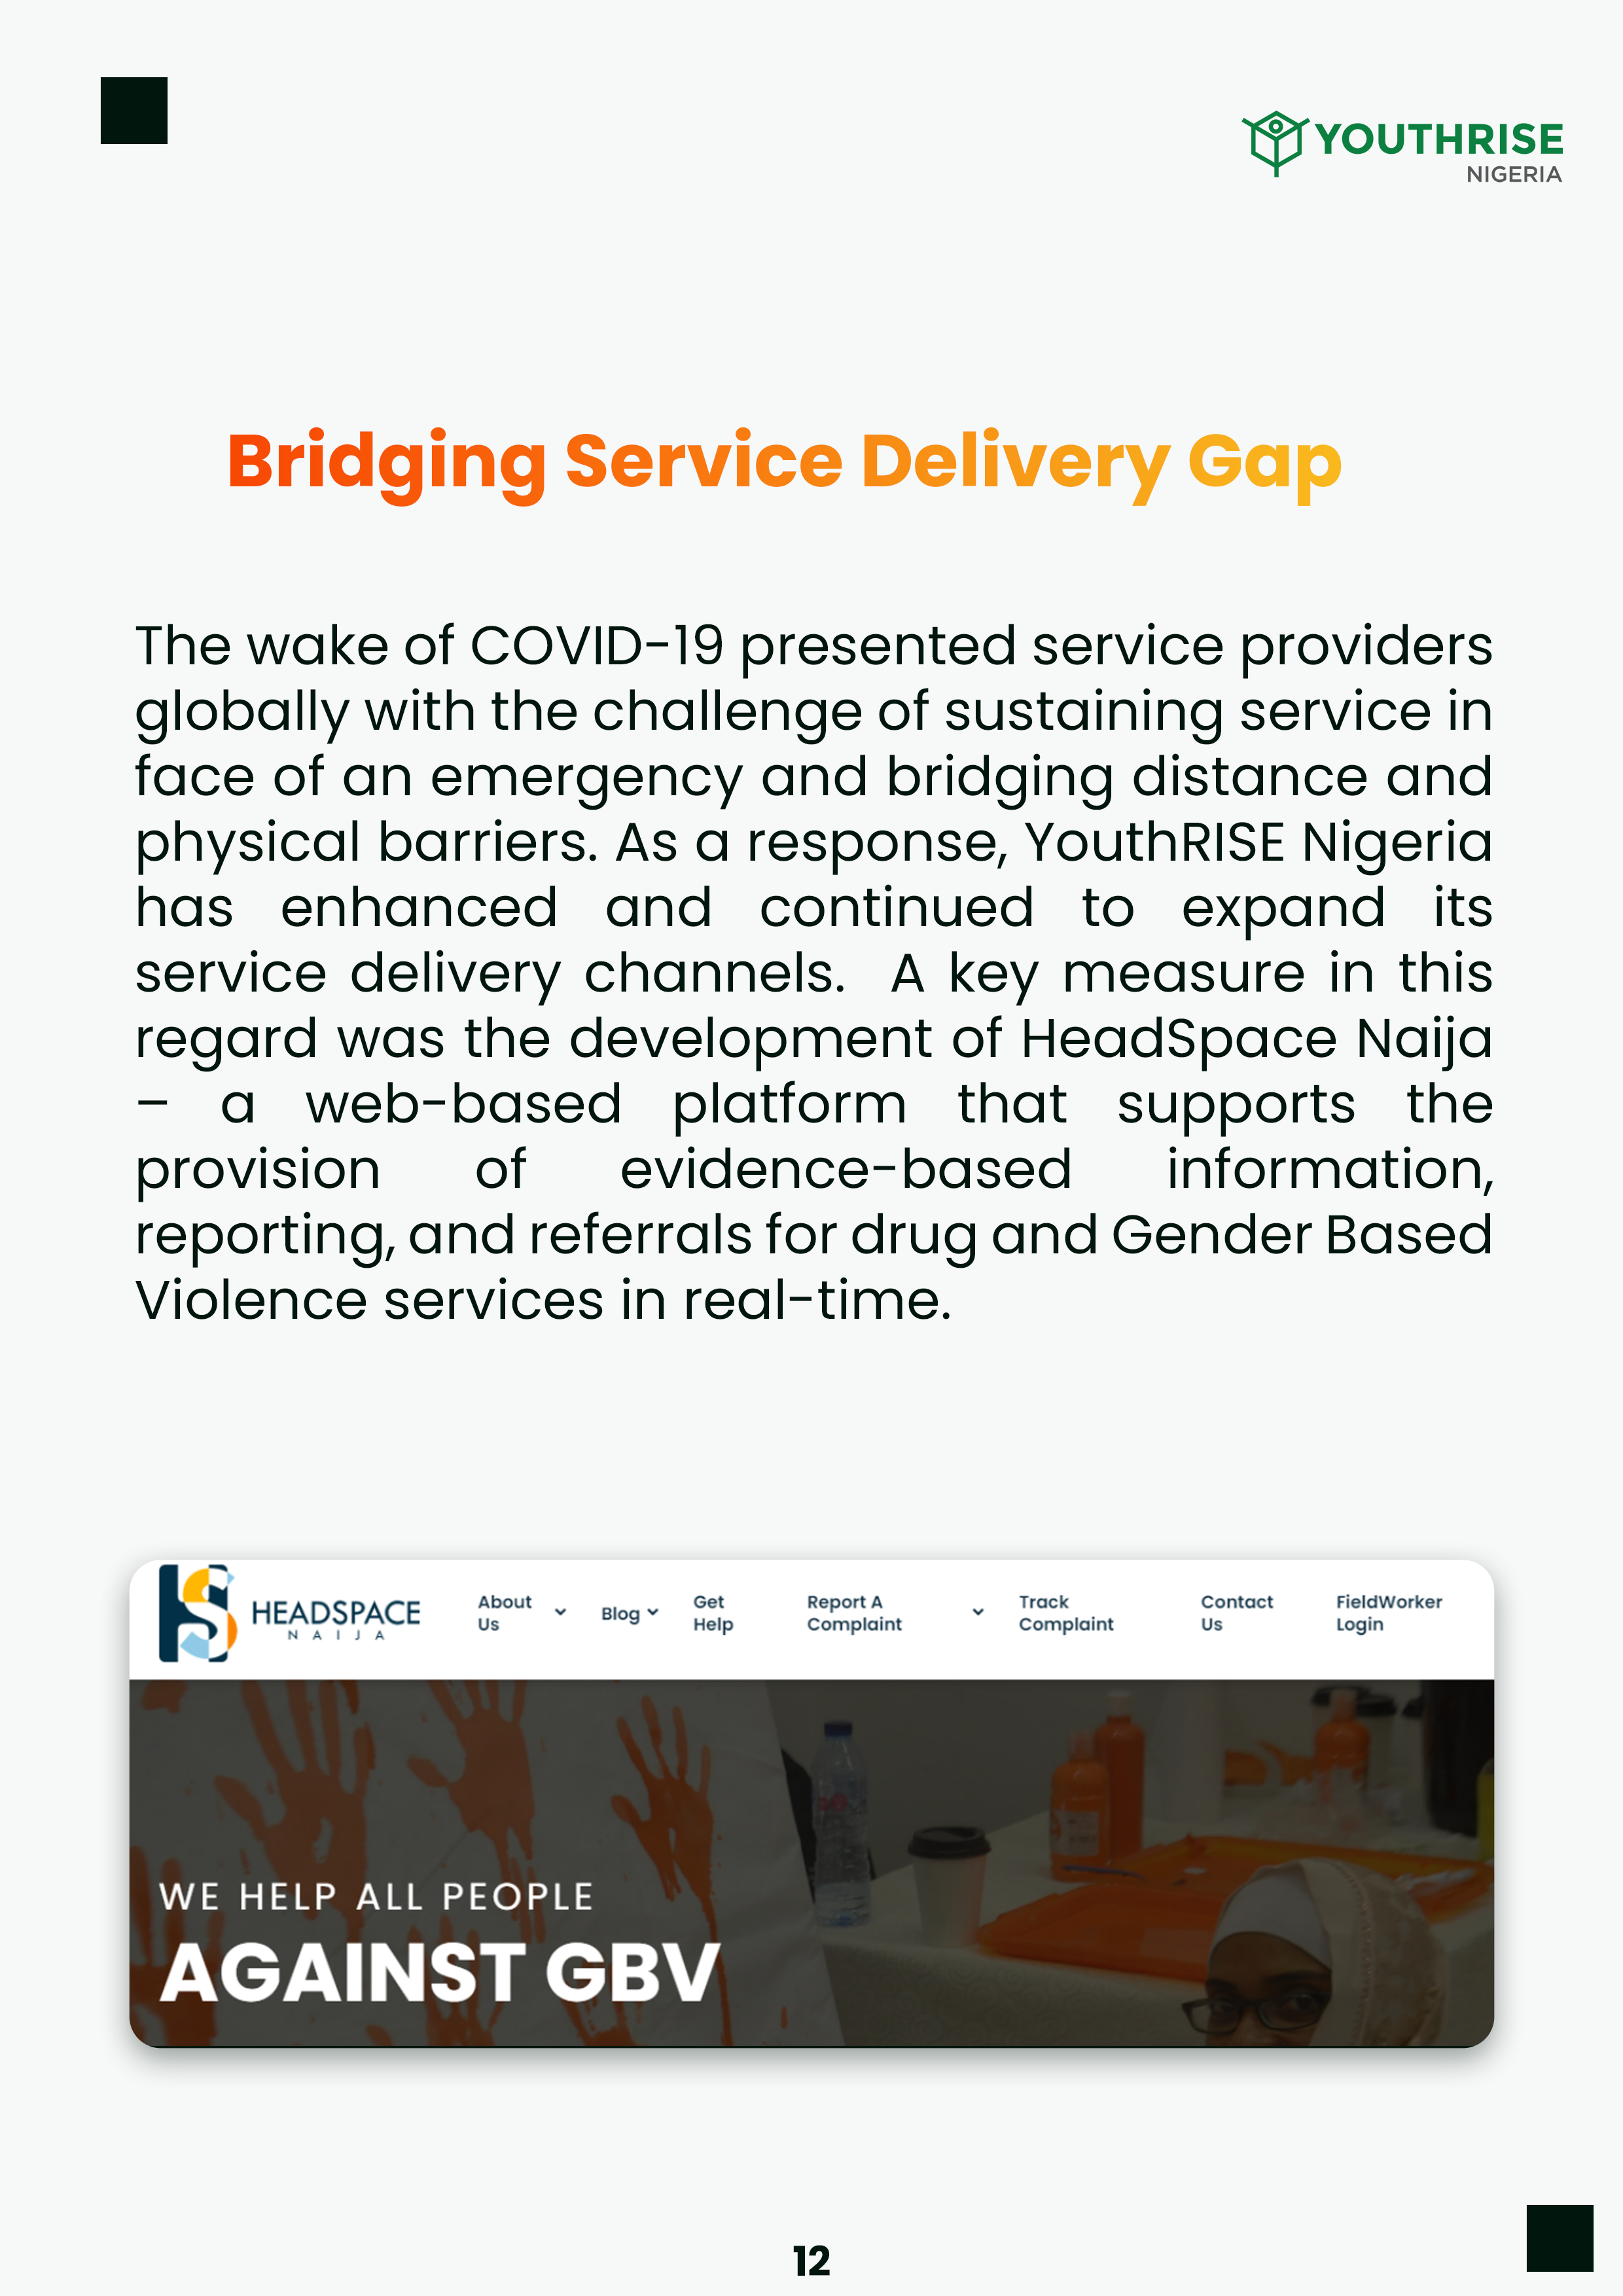 YOUTHRISE
NIGERIA
Bridging Service Delivery Gap
The wake of COVID-19 presented service providers
globally with the challenge of sustaining service in
face of an emergency and bridging distance and
physical barriers. As a response, YouthRISE Nigeria
has enhanced and continued to expand its
service delivery channels. A key measure in this
regard was the development of HeadSpace Naija
– a web-based platform that supports the
provision of evidence-based information,
reporting, and referrals for drug and Gender Based
Violence services in real-time.
HEADSPACE
NAIJA
About
Us
Blog
Get
Help
Report A
Complaint
Track
Complaint
Contact
Us
FieldWorker
Login
WE HELP ALL PEOPLE
AGAINST GBV
12